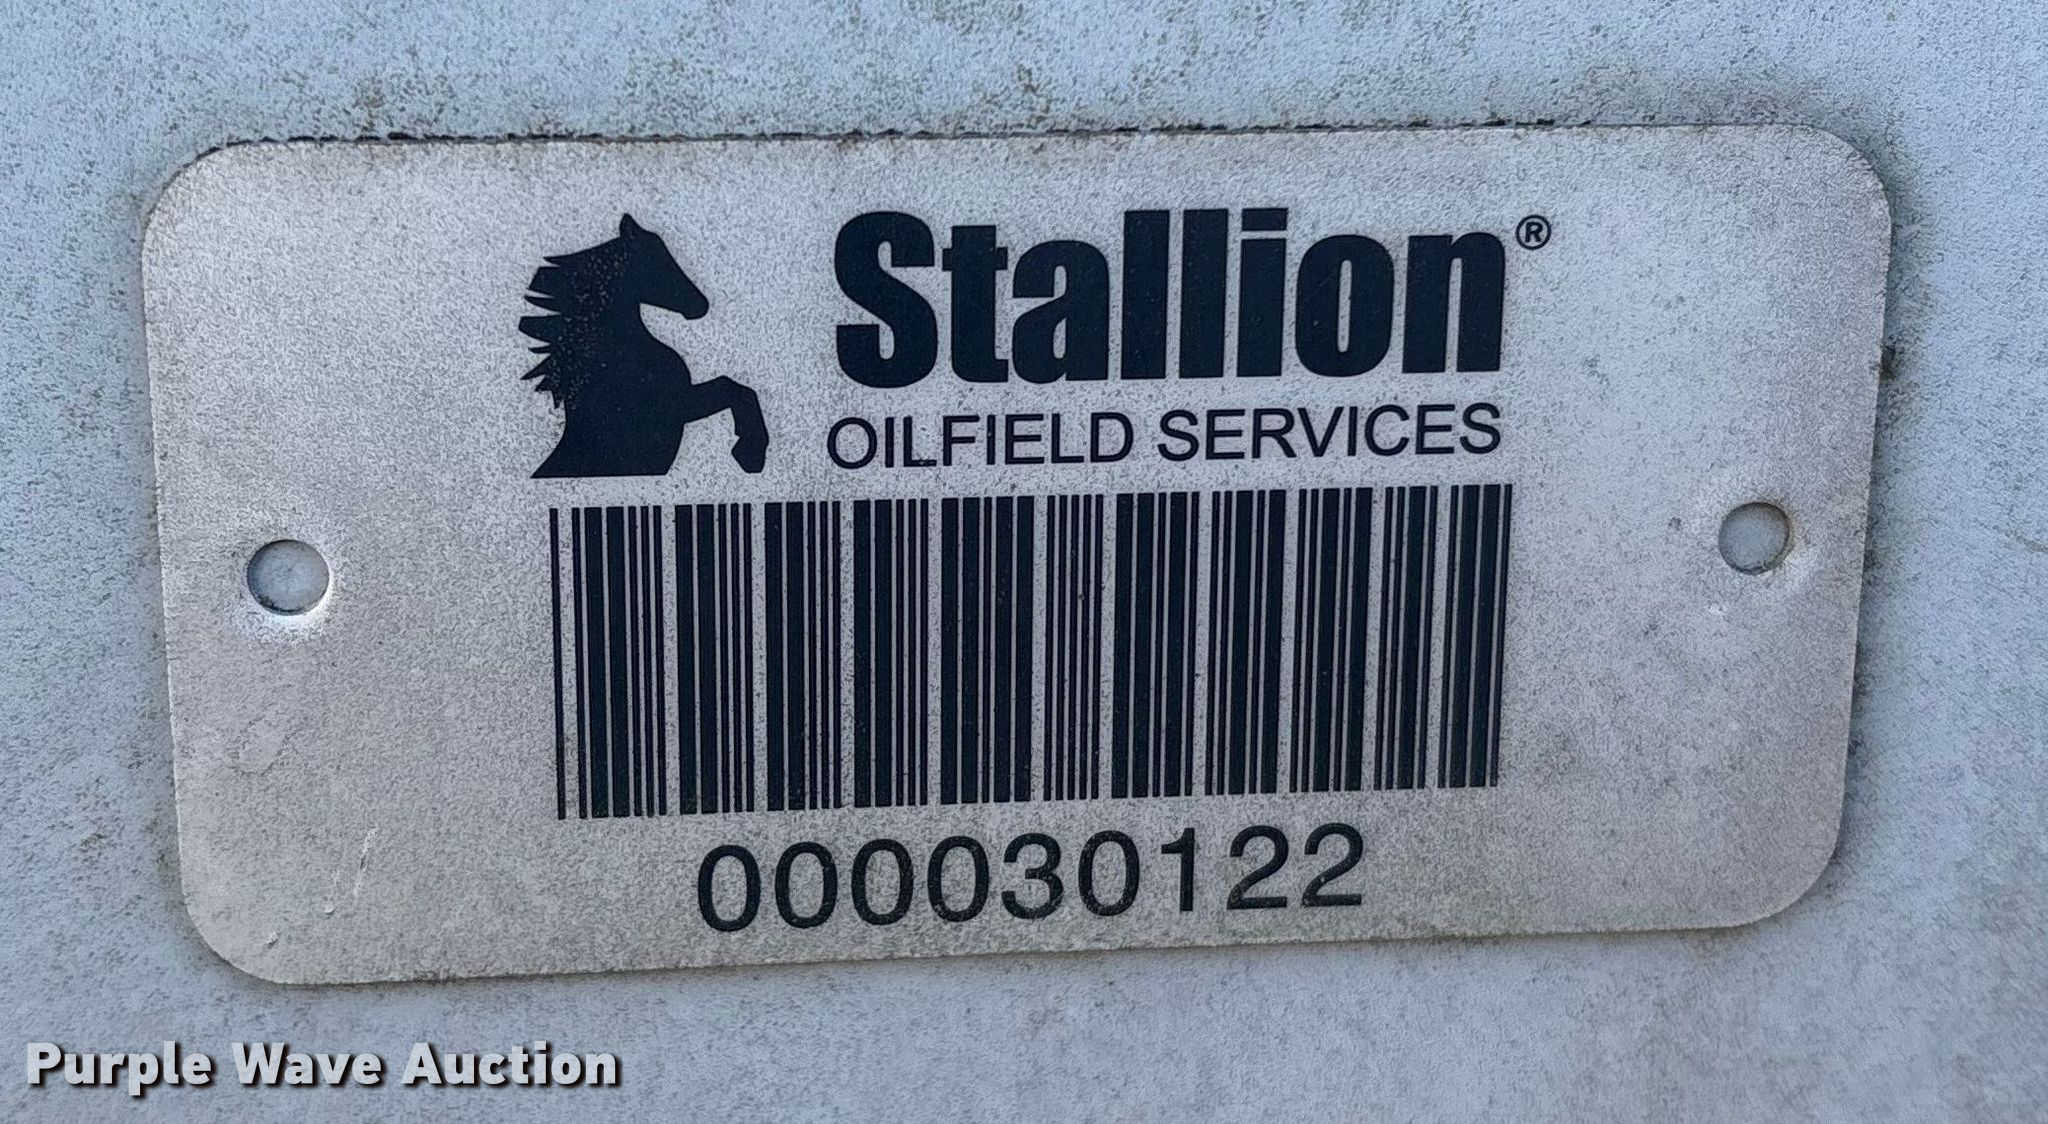 Stallion®
OILFIELD SERVICES
000030122
Purple Wave Auction